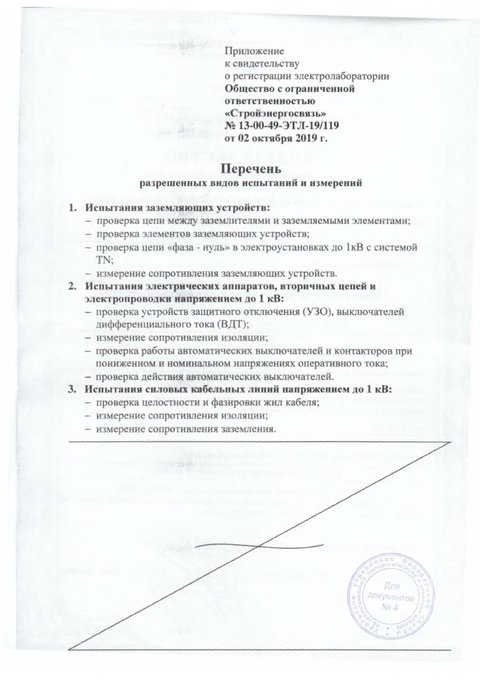 Приложение
к свидетельству
о регистрации электролаборатории
Общество с ограниченной
ответственностью
«Стройэнергосвязь»
№ 13-00-49-ЭТЛ-19/119
от 02 октября 2019 г.
Перечень
разрешенных видов испытаний и измерений
1. Испытания заземляющих устройств:
– проверка цепи между заземлителями и заземляемыми элементами;
– проверка элементов заземляющих устройств;
– проверка цепи «фаза - нуль» в электроустановках до 1кВ с системой
TN;
– измерение сопротивления заземляющих устройств.
2. Испытания электрических аппаратов, вторичных цепей и
электропроводки напряжением до 1 кВ:
– проверка устройств защитного отключения (УЗО), выключателей
дифференциального тока (ВДТ);
– измерение сопротивления изоляции;
– проверка работы автоматических выключателей и контакторов при
пониженном и номинальном напряжениях оперативного тока;
– проверка действия автоматических выключателей.
3. Испытания силовых кабельных линий напряжением до 1 кВ:
– проверка целостности и фазировки жил кабеля;
– измерение сопротивления изоляции;
– измерение сопротивления заземления.
Для
документов
№ 4